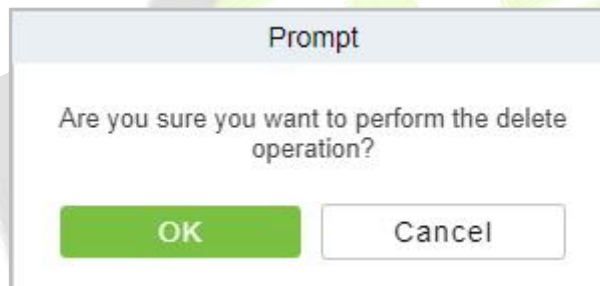 Prompt
Are you sure you want to perform the delete
operation?
OK
Cancel